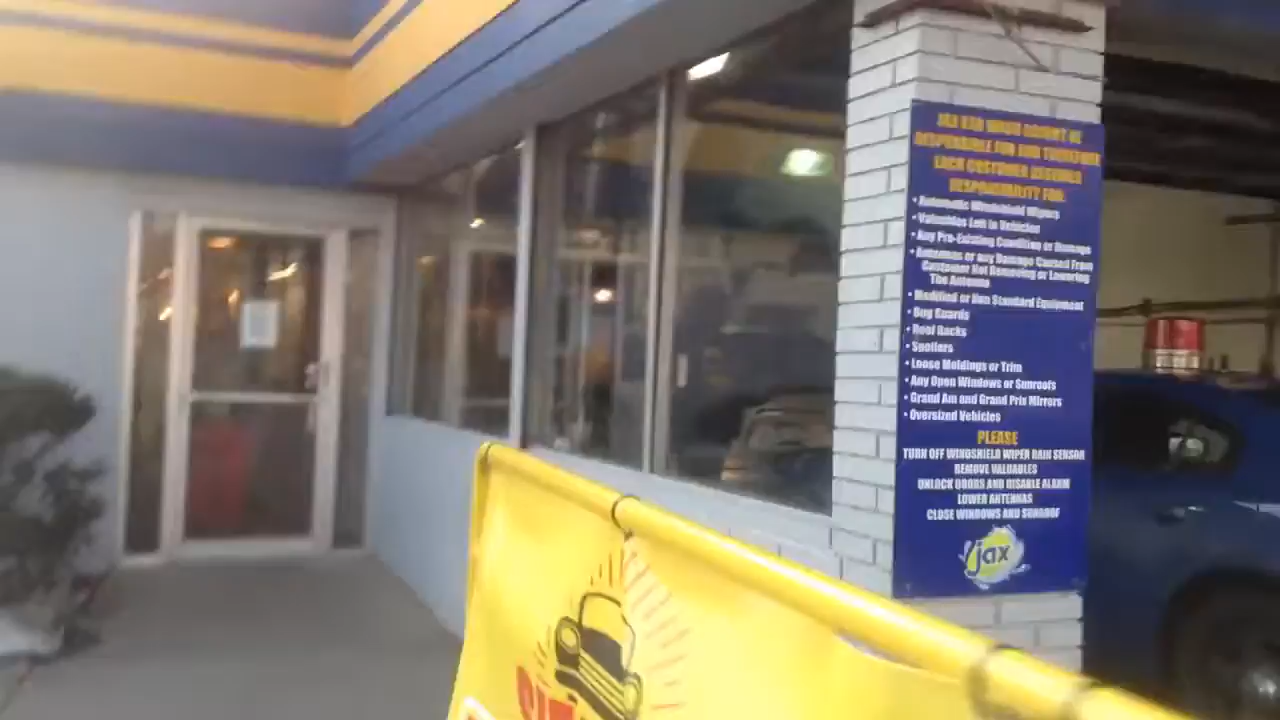 JAX KAR WASH CANNOT BE
RESPONSIBLE FOR
CUSTOMER ASSUMES
RESPONSIBILITY FOR:
• Automatic Windshield Wipers
• Valuables Left in Vehicles
• Any Pre-Existing Condition or Damage
• Antennas or any Damage Caused From
Customer Not Removing or Lowering
The Antenna
• Modified or Non Standard Equipment
• Bug Guards
• Roof Racks
• Spoilers
• Loose Moldings or Trim
• Any Open Windows or Sunroofs
• Grand Am and Grand Prix Mirrors
• Oversized Vehicles
PLEASE
TURN OFF WINDSHIELD WIPER RAIN SENSOR
REMOVE VALUABLES
UNLOCK DOORS AND DISABLE ALARM
LOWER ANTENNAS
CLOSE WINDOWS AND SUNROOF
jax